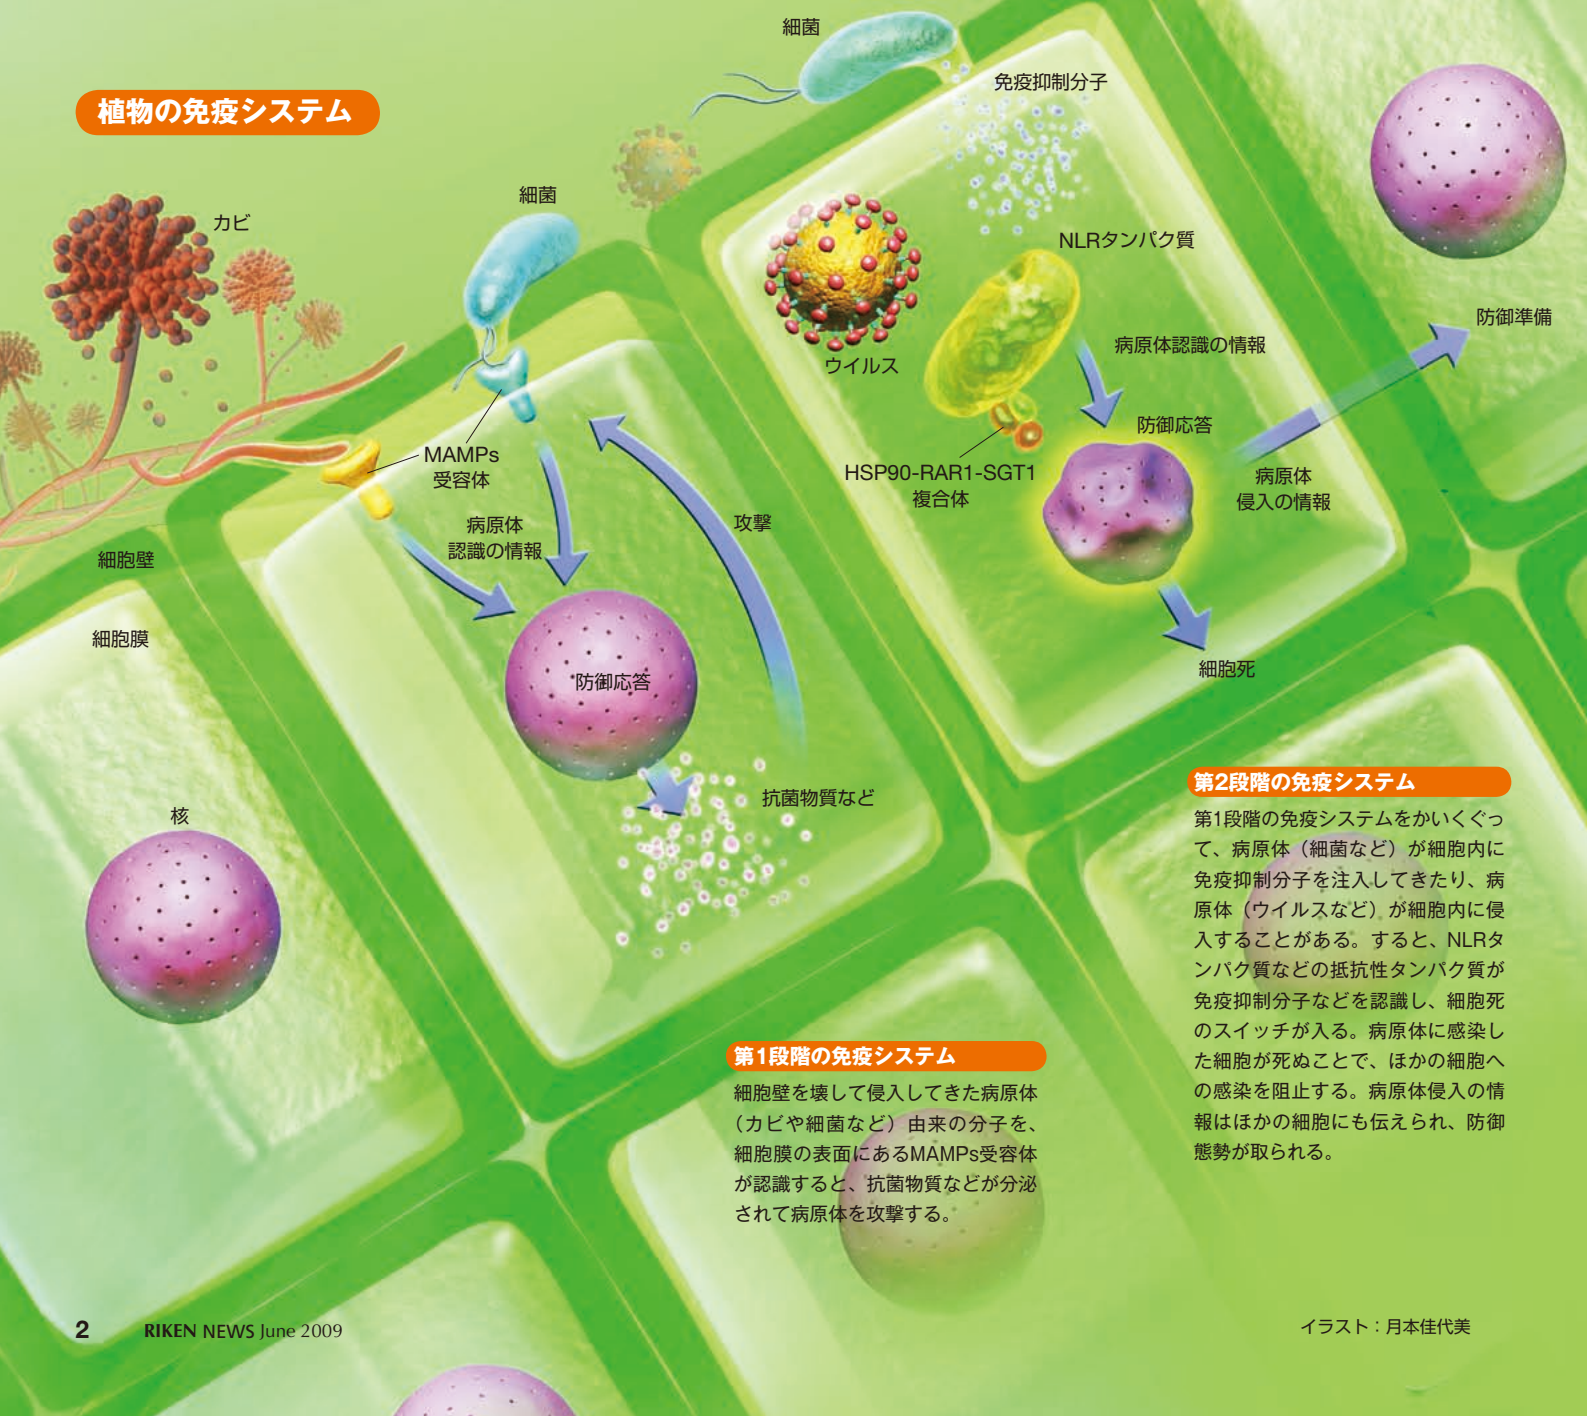 植物の免疫システム
細菌
免疫抑制分子
カビ
細菌
NLRタンパク質
防御準備
ウイルス
病原体認識の情報
防御応答
MAMPs
受容体
HSP90-RAR1-SGT1
複合体
病原体
侵入の情報
病原体
認識の情報
攻撃
細胞壁
細胞膜
細胞死
防御応答
抗菌物質など
核
第2段階の免疫システム
第1段階の免疫システムをかいくぐっ
て、病原体（細菌など）が細胞内に
免疫抑制分子を注入してきたり、病
原体（ウイルスなど）が細胞内に侵
入することがある。すると、NLRタ
ンパク質などの抵抗性タンパク質が
免疫抑制分子などを認識し、細胞死
のスイッチが入る。病原体に感染し
た細胞が死ぬことで、ほかの細胞へ
の感染を阻止する。病原体侵入の情
報はほかの細胞にも伝えられ、防御
態勢が取られる。
第1段階の免疫システム
細胞壁を壊して侵入してきた病原体
（カビや細菌など）由来の分子を、
細胞膜の表面にあるMAMPs受容体
が認識すると、抗菌物質などが分泌
されて病原体を攻撃する。
2 RIKEN NEWS June 2009
イラスト：月本佳代美